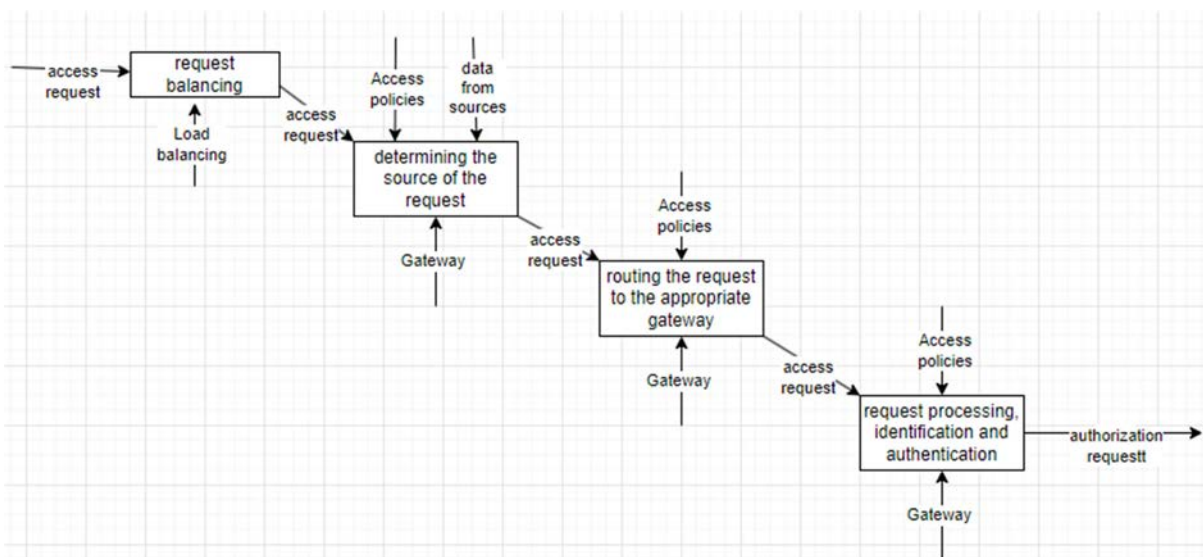 access
request
request
balancing
Load
balancing
access
request
Access
policies
data
from
sources
determining the
source of the
request
Gateway
access
request
Access
policies
routing the request
to the appropriate
gateway
Gateway
access
request
Access
policies
request processing,
identification and
authentication
authorization
requestt
Gateway